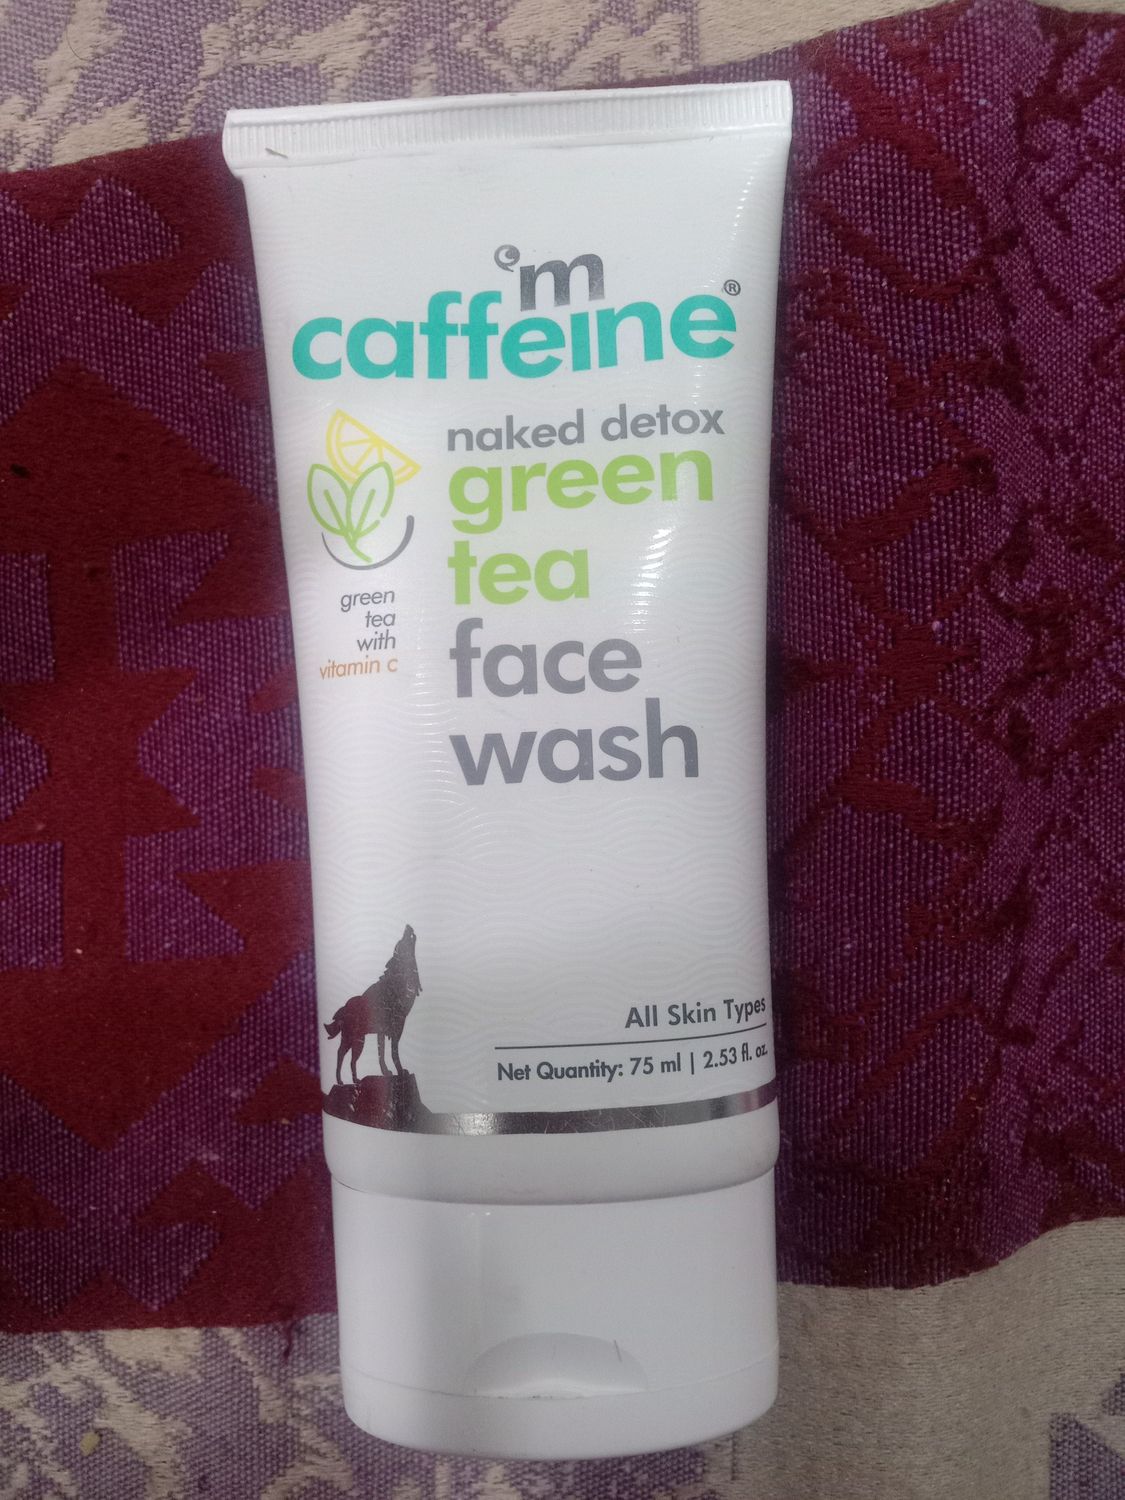 'm
caffeine®
naked detox
green
tea
face
wash
green
tea
with
vitamin c
All Skin Types
Net Quantity: 75 ml | 2.53 fl. oz.